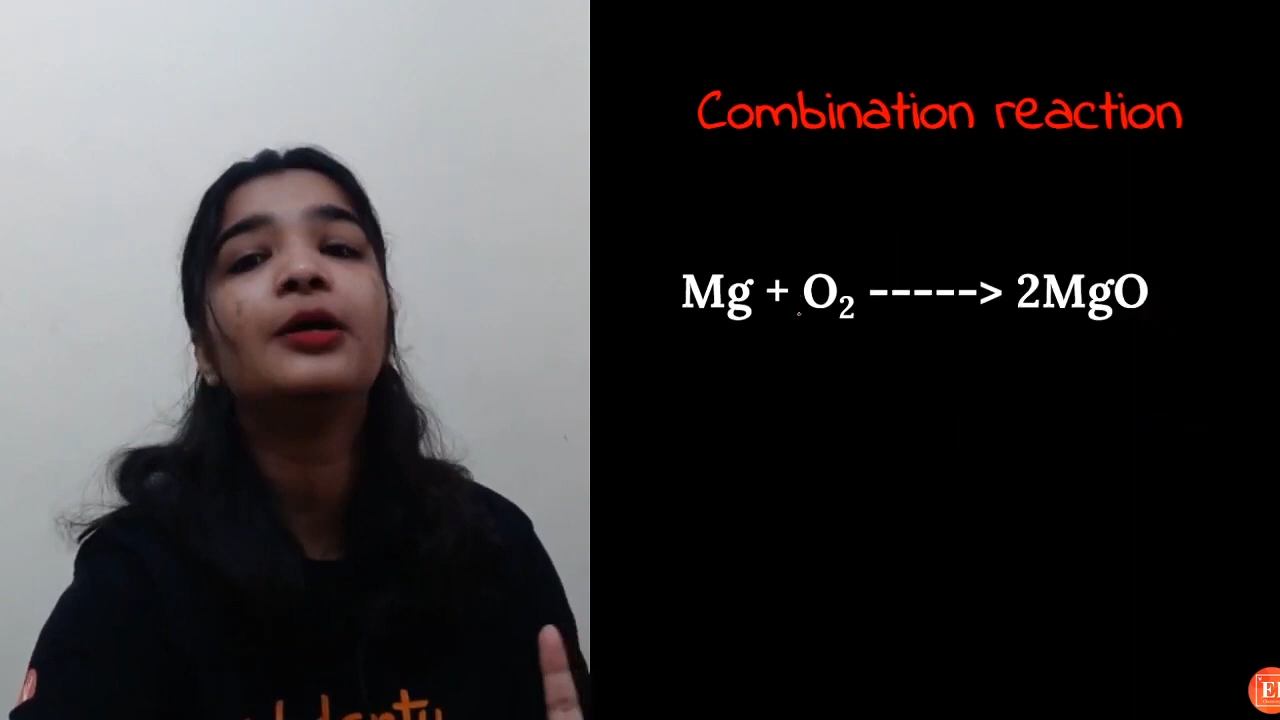 Combination reaction
Mg + O₂ -----> 2MgO